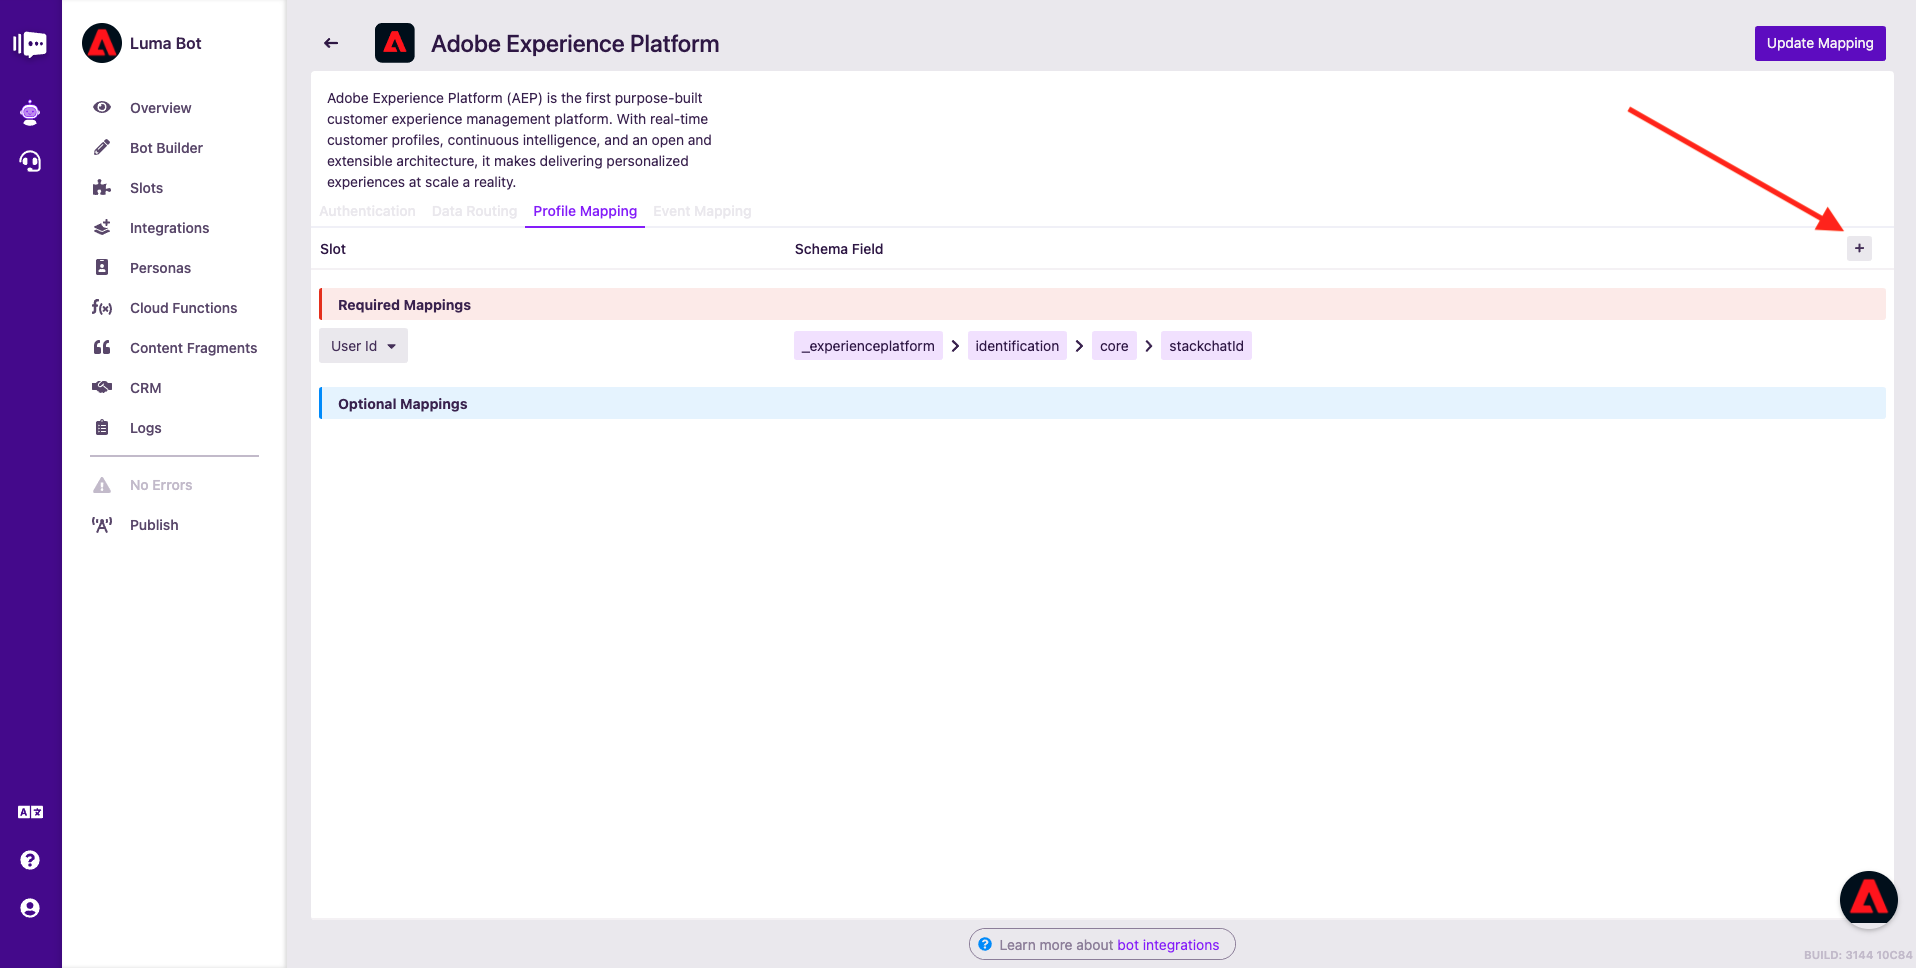 Luma Bot
Overview
Bot Builder
Slots
Integrations
Personas
f(x) Cloud Functions
Content Fragments
CRM
Logs
No Errors
Publish
Adobe Experience Platform
Update Mapping
Adobe Experience Platform (AEP) is the first purpose-built
customer experience management platform. With real-time
customer profiles, continuous intelligence, and an open and
extensible architecture, it makes delivering personalized
experiences at scale a reality.
Authentication Data Routing Profile Mapping Event Mapping
Slot Schema Field +
Required Mappings
User Id _experienceplatform > identification > core > stackchatId
Optional Mappings
? Learn more about bot integrations
BUILD: 3144 10C84